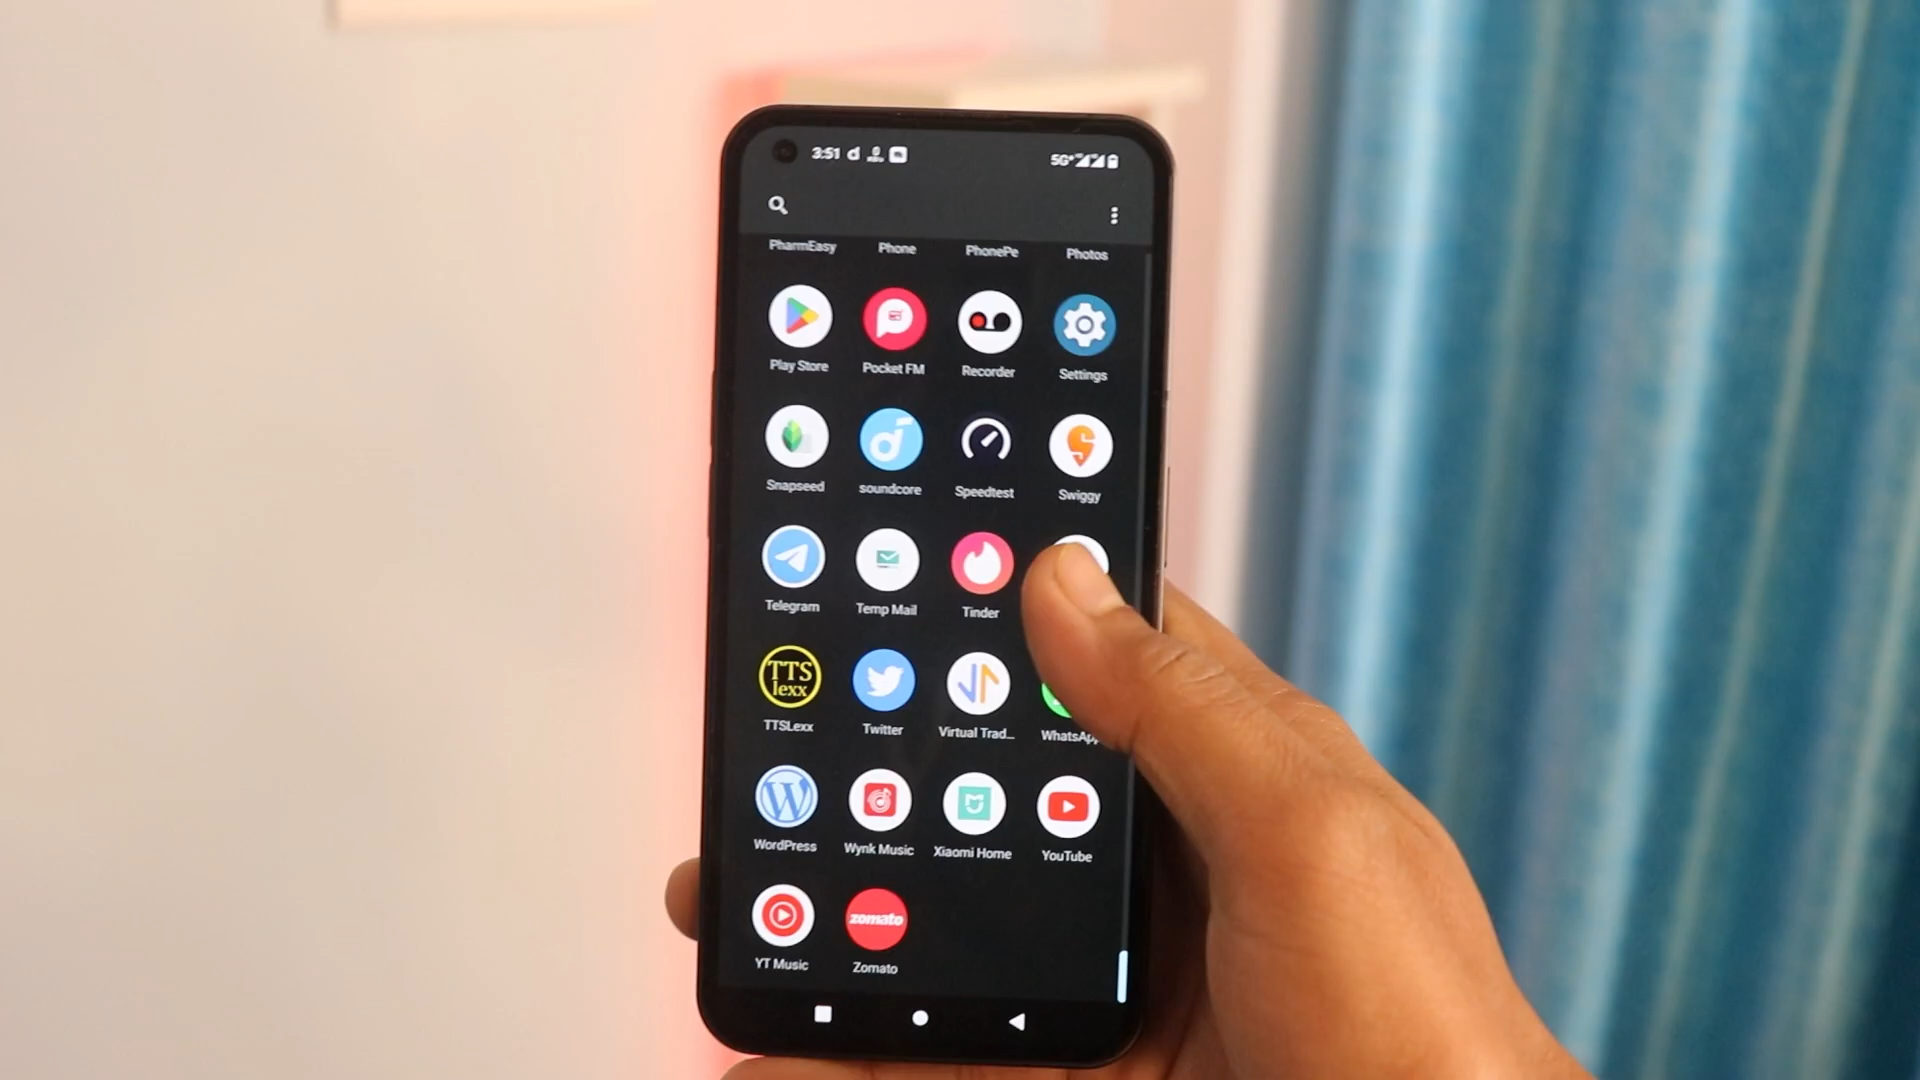 3:51
5G+
PharmEasy Phone PhonePe Photos
Play Store Pocket FM Recorder Settings
Snapseed soundcore Speedtest Swiggy
Telegram Temp Mail Tinder
TTS
lexx
TTSLexx Twitter Virtual Trad... WhatsApp
WordPress Wynk Music Xiaomi Home YouTube
zomato
YT Music Zomato